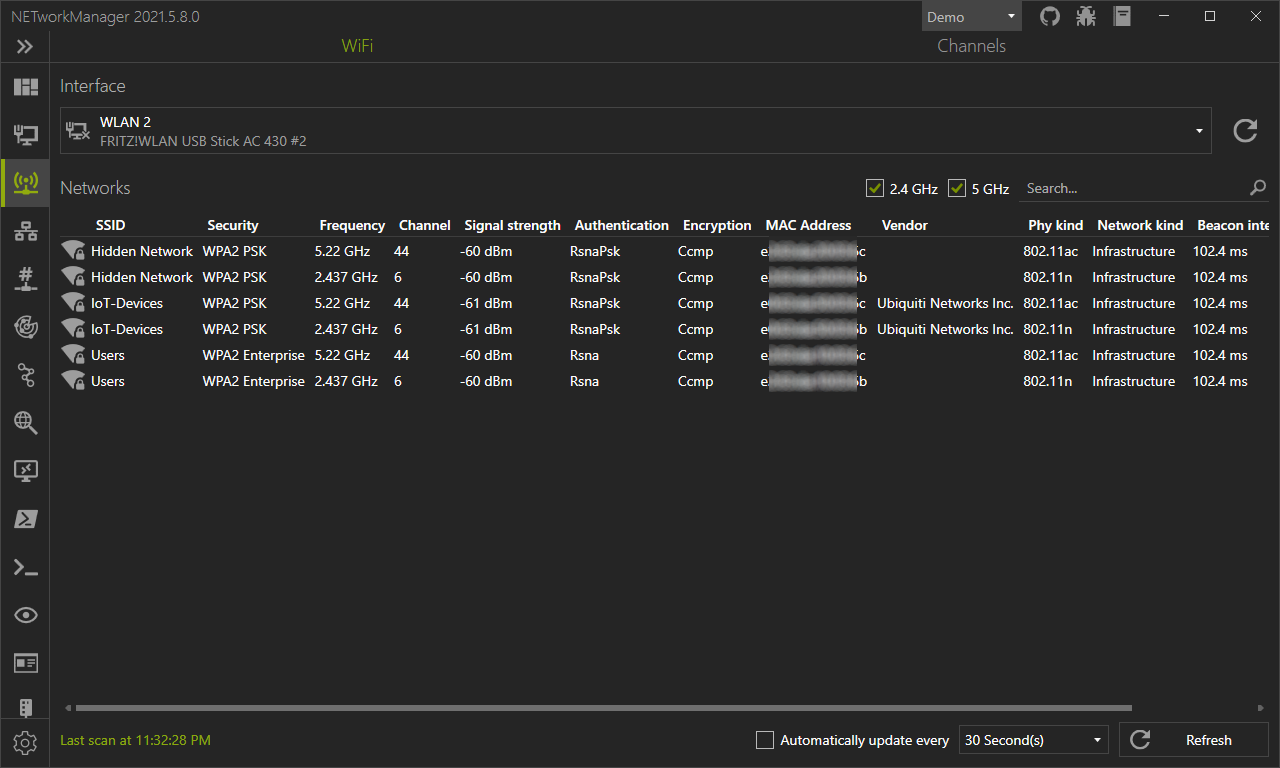 NETworkManager 2021.5.8.0 Demo
WiFi Channels
Interface
WLAN 2
FRITZ!WLAN USB Stick AC 430 #2
Networks 2.4 GHz 5 GHz Search...
SSID Security Frequency Channel Signal strength Authentication Encryption MAC Address Vendor Phy kind Network kind Beacon inte
Hidden Network WPA2 PSK 5.22 GHz 44 -60 dBm RsnaPsk Ccmp 802.11ac Infrastructure 102.4 ms
Hidden Network WPA2 PSK 2.437 GHz 6 -60 dBm RsnaPsk Ccmp 802.11n Infrastructure 102.4 ms
IoT-Devices WPA2 PSK 5.22 GHz 44 -61 dBm RsnaPsk Ccmp Ubiquiti Networks Inc. 802.11ac Infrastructure 102.4 ms
IoT-Devices WPA2 PSK 2.437 GHz 6 -61 dBm RsnaPsk Ccmp Ubiquiti Networks Inc. 802.11n Infrastructure 102.4 ms
Users WPA2 Enterprise 5.22 GHz 44 -60 dBm Rsna Ccmp 802.11ac Infrastructure 102.4 ms
Users WPA2 Enterprise 2.437 GHz 6 -60 dBm Rsna Ccmp 802.11n Infrastructure 102.4 ms
Last scan at 11:32:28 PM Automatically update every 30 Second(s) Refresh